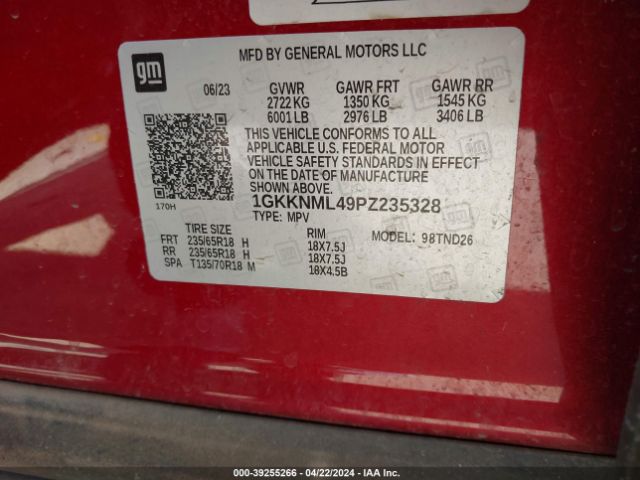 gm
MFD BY GENERAL MOTORS LLC
06/23 GVWR GAWR FRT GAWR RR
2722 KG 1350 KG 1545 KG
6001 LB 2976 LB 3406 LB
THIS VEHICLE CONFORMS TO ALL
APPLICABLE U.S. FEDERAL MOTOR
VEHICLE SAFETY STANDARDS IN EFFECT
ON THE DATE OF MANUFACTURE
SHOWN ABOVE.
170H
1GKKNML49PZ235328
TYPE: MPV
TIRE SIZE RIM MODEL: 98TND26
FRT 235/65R18 H 18X7.5J
RR 235/65R18 H 18X7.5J
SPA T135/70R18 M 18X4.5B
000-39255266 - 04/22/2024 - IAA Inc.